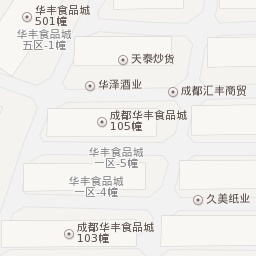 华丰食品城
501幢
华丰食品城
五区-1幢
天泰炒货
华泽酒业
成都汇丰商贸
成都华丰食品城
105幢
华丰食品城
一区-5幢
华丰食品城
一区-4幢
久美纸业
成都华丰食品城
103幢